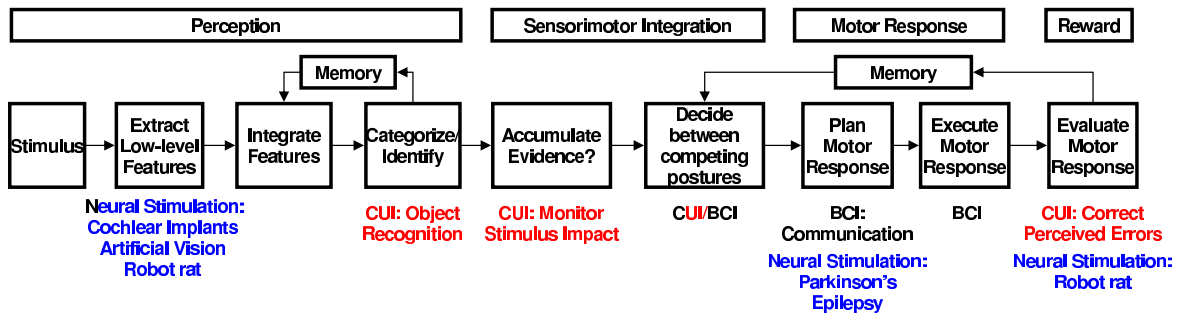 Perception
Sensorimotor Integration
Motor Response
Reward
Memory
Memory
Stimulus
Extract
Low-level
Features
Integrate
Features
Categorize/
Identify
Accumulate
Evidence?
Decide
between
competing
postures
Plan
Motor
Response
Execute
Motor
Response
Evaluate
Motor
Response
Neural Stimulation:
Cochlear Implants
Artificial Vision
Robot rat
CUI: Object
Recognition
CUI: Monitor
Stimulus Impact
CUI/BCI
BCI:
Communication
Neural Stimulation:
Parkinson's
Epilepsy
BCI
CUI: Correct
Perceived Errors
Neural Stimulation:
Robot rat